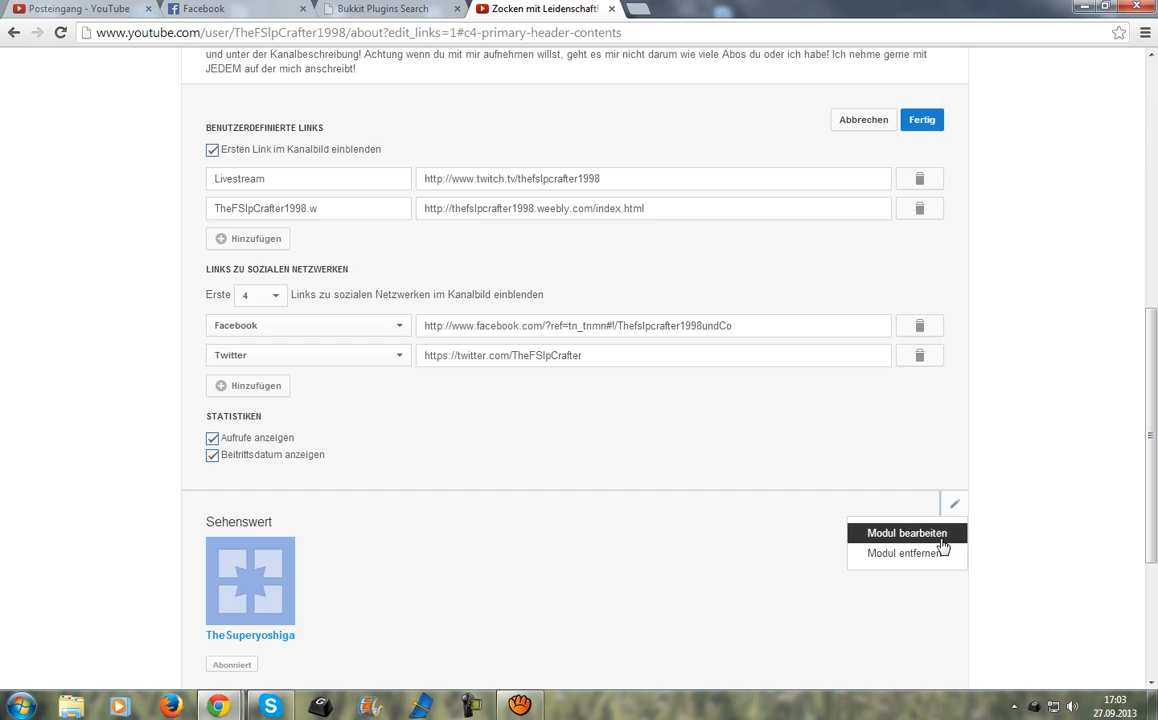 Posteingang - YouTube
Facebook
Bukkit Plugins Search
Zocken mit Leidenschaft!
www.youtube.com/user/TheFSlpCrafter1998/about?edit_links=1#c4-primary-header-contents
und unter der Kanalbeschreibung! Achtung wenn du mit mir aufnehmen willst, geht es mir nicht darum wie viele Abos du oder ich habe! Ich nehme gerne mit
JEDEM auf der mich anschreibt!
Abbrechen
Fertig
BENUTZERDEFINIERTE LINKS
Ersten Link im Kanalbild einblenden
Livestream
http://www.twitch.tv/thefslpcrafter1998
TheFSlpCrafter1998.w
http://thefslpcrafter1998.weebly.com/index.html
Hinzufügen
LINKS ZU SOZIALEN NETZWERKEN
Erste 4 Links zu sozialen Netzwerken im Kanalbild einblenden
Facebook
http://www.facebook.com/?ref=tn_tnmn#!/Thefslpcrafter1998undCo
Twitter
https://twitter.com/TheFSlpCrafter
Hinzufügen
STATISTIKEN
Aufrufe anzeigen
Beitrittsdatum anzeigen
Sehenswert
Modul bearbeiten
Modul entfernen
TheSuperyoshiga
Abonniert
17:03
27.09.2013